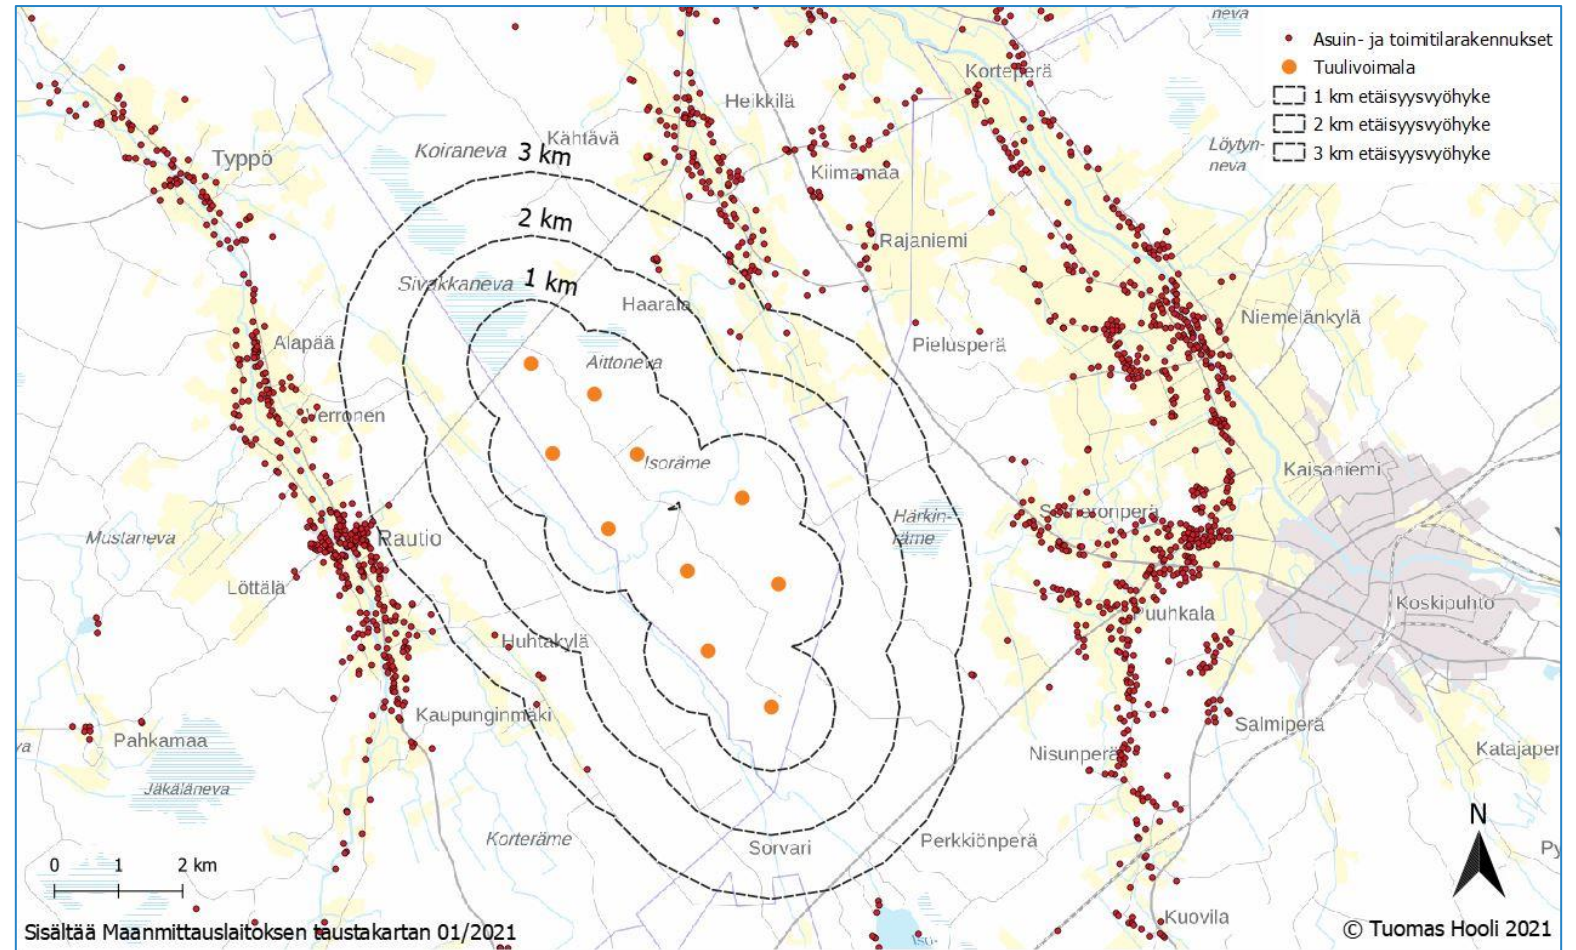 neva
Asuin- ja toimitilarakennukset
Tuulivoimala
1 km etäisyysvyöhyke
2 km etäisyysvyöhyke
3 km etäisyysvyöhyke
Korteperä
Heikkilä
Kähtävä
Koiraneva
3 km
Typpö
Löytyn-
neva
Kiimamaa
2 km
Rajaniemi
Sivakkaneva
1 km
Haarala
Niemelänkylä
Alapää
Pielusperä
Aittoneva
Verronen
Isoräme
Kaisaniemi
Härkin-
räme
Mustaneva
Rautio
Löttälä
Koskipuhto
Puuhkala
Huhtakylä
Kaupunginmäki
Salmiperä
Pahkamaa
Nisunperä
Katajaper
Jäkäläneva
Korteräme
Sorvari
Perkkiönperä
N
Py
0 1 2 km
Kuovila
Sisältää Maanmittauslaitoksen taustakartan 01/2021
© Tuomas Hooli 2021